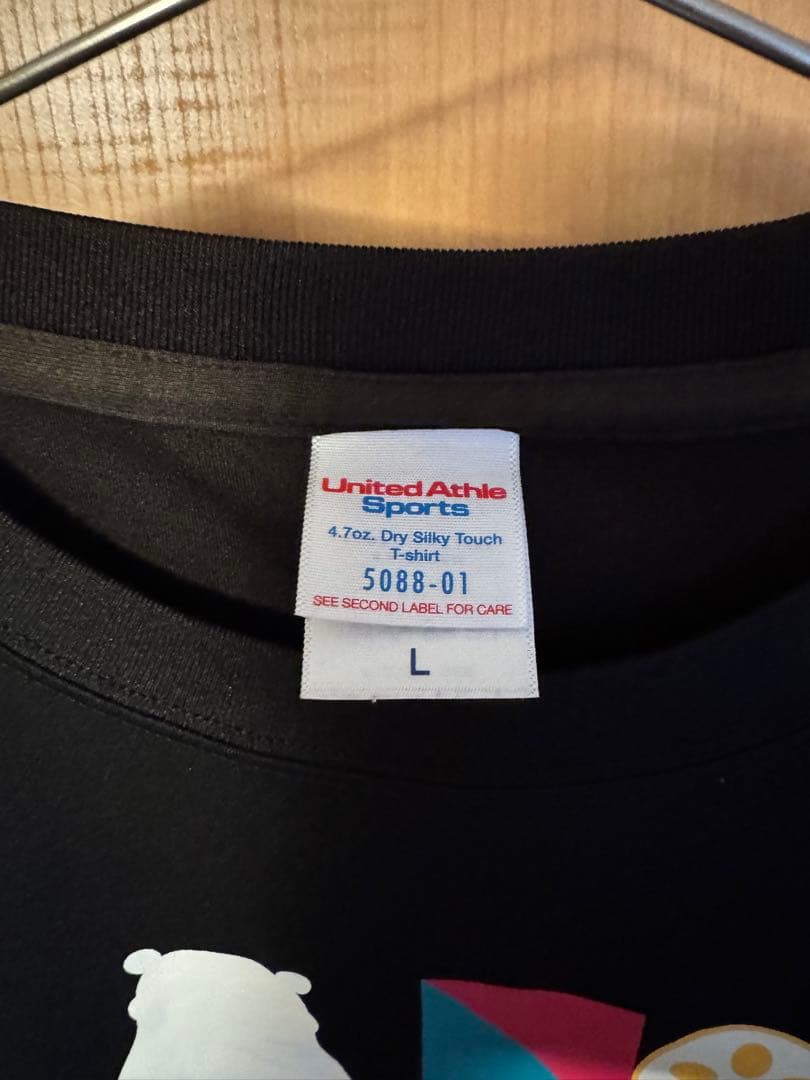 United Athle
Sports
4.7oz. Dry Silky Touch
T-shirt
5088-01
SEE SECOND LABEL FOR CARE
L